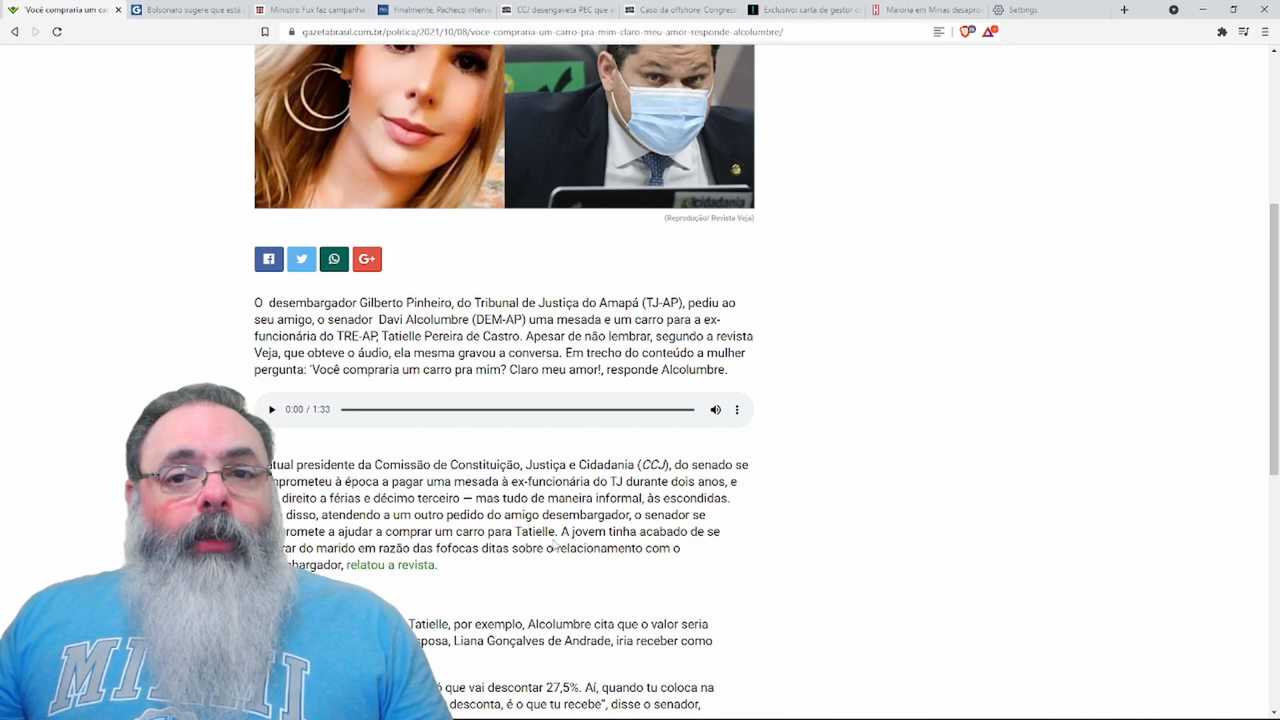 Você compraria um car
Bolsonaro sugere que está
Ministro Fux faz campanha
Finalmente, Pacheco interv
CCJ desengaveta PEC que a
Caso da offshore: Congress
Exclusivo: carta de gestor c
Maioria em Minas desapro
Settings
gazetabrasil.com.br/politica/2021/10/08/voce-compraria-um-carro-pra-mim-claro-meu-amor-responde-alcolumbre/
cidadania
(Reprodução/ Revista Veja)
G+
O desembargador Gilberto Pinheiro, do Tribunal de Justiça do Amapá (TJ-AP), pediu ao
seu amigo, o senador Davi Alcolumbre (DEM-AP) uma mesada e um carro para a ex-
funcionária do TRE-AP, Tatielle Pereira de Castro. Apesar de não lembrar, segundo a revista
Veja, que obteve o áudio, ela mesma gravou a conversa. Em trecho do conteúdo a mulher
pergunta: 'Você compraria um carro pra mim? Claro meu amor!, responde Alcolumbre.
0:00 / 1:33
atual presidente da Comissão de Constituição, Justiça e Cidadania (CCJ), do senado se
mprometeu à época a pagar uma mesada à ex-funcionária do TJ durante dois anos, e
direito a férias e décimo terceiro — mas tudo de maneira informal, às escondidas.
disso, atendendo a um outro pedido do amigo desembargador, o senador se
promete a ajudar a comprar um carro para Tatielle. A jovem tinha acabado de se
rar do marido em razão das fofocas ditas sobre o relacionamento com o
mbargador, relatou a revista.
Tatielle, por exemplo, Alcolumbre cita que o valor seria
sposa, Liana Gonçalves de Andrade, iria receber como
ó que vai descontar 27,5%. Aí, quando tu coloca na
desconta, é o que tu recebe", disse o senador,